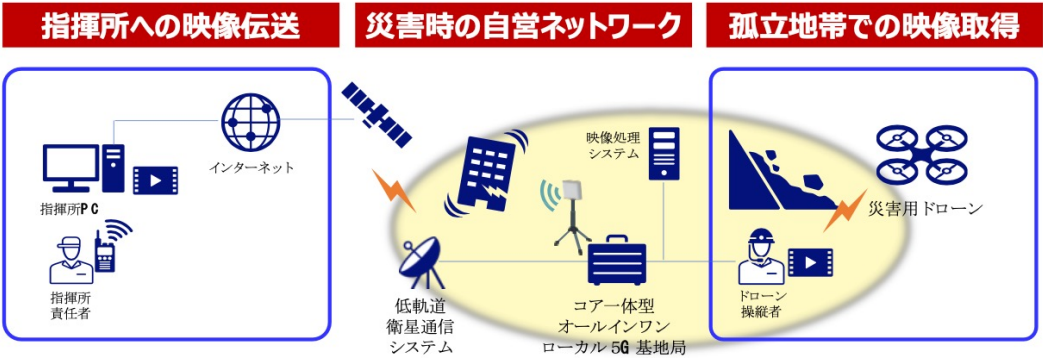 指揮所への映像伝送
災害時の自営ネットワーク
孤立地帯での映像取得
インターネット
指揮所PC
指揮所
責任者
映像処理
システム
低軌道
衛星通信
システム
コア一体型
オールインワン
ローカル 5G 基地局
災害用ドローン
ドローン
操縦者